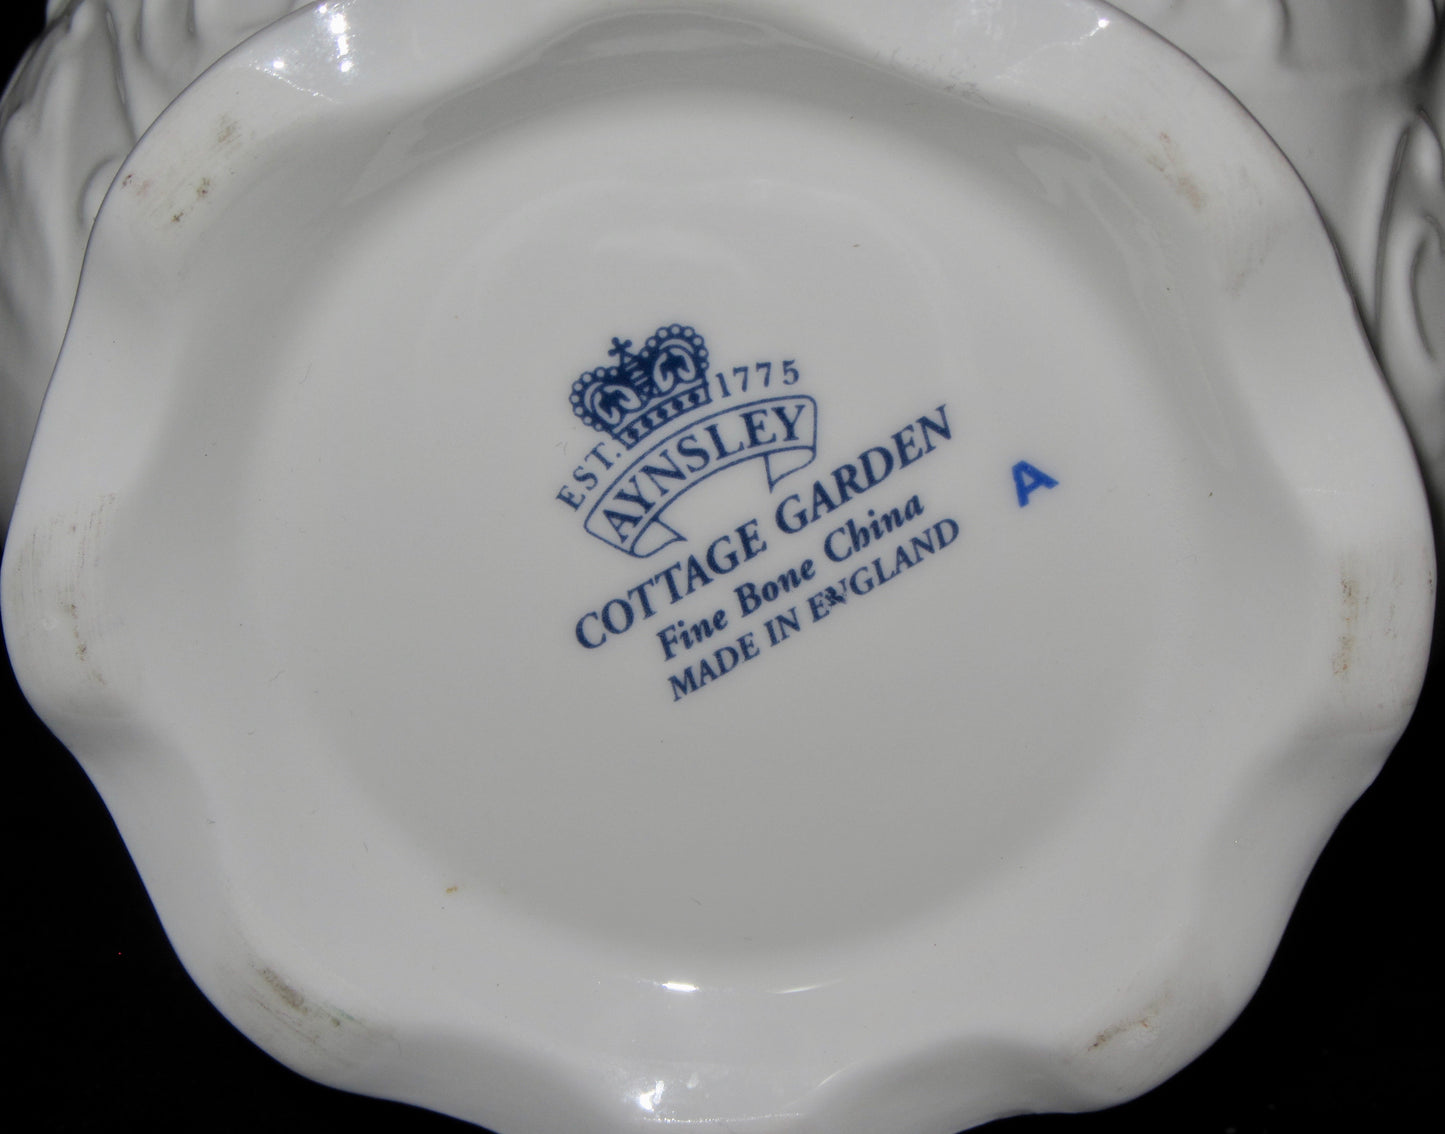 EST. 1775
AYNSLEY
COTTAGE GARDEN
Fine Bone China
MADE IN ENGLAND
A